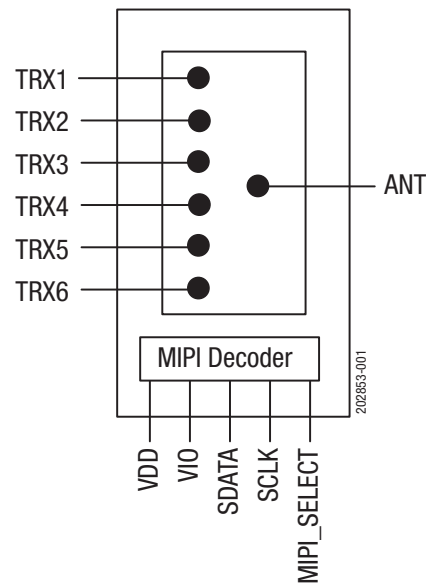 TRX1
TRX2
TRX3
TRX4
TRX5
TRX6
ANT
MIPI Decoder
202853-001
VDD
VIO
SDATA
SCLK
MIPI_SELECT